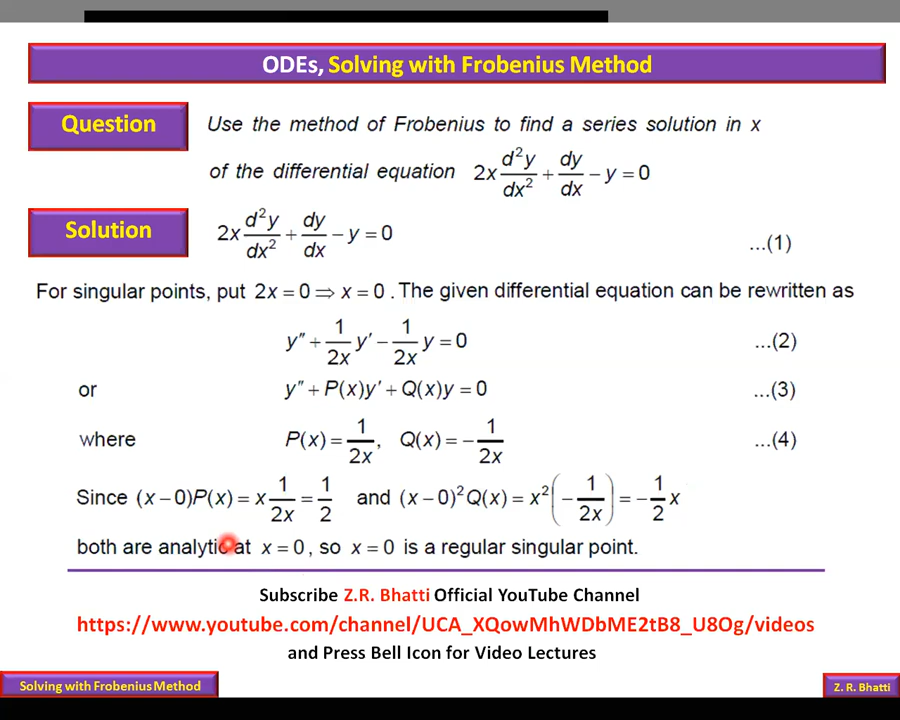 ODEs, Solving with Frobenius Method
Question
Use the method of Frobenius to find a series solution in x
of the differential equation 2x d²y/dx² + dy/dx − y = 0
Solution
2x d²y/dx² + dy/dx − y = 0 ...(1)
For singular points, put 2x = 0 ⇒ x = 0. The given differential equation can be rewritten as
y″ + 1/2x y′ − 1/2x y = 0 ...(2)
or y″ + P(x)y′ + Q(x)y = 0 ...(3)
where P(x) = 1/2x, Q(x) = − 1/2x ...(4)
Since (x − 0)P(x) = x 1/2x = 1/2 and (x − 0)²Q(x) = x²(− 1/2x) = − 1/2 x
both are analytic at x = 0, so x = 0 is a regular singular point.
Subscribe Z.R. Bhatti Official YouTube Channel
https://www.youtube.com/channel/UCA_XQowMhWDbME2tB8_U8Og/videos
and Press Bell Icon for Video Lectures
Solving with Frobenius Method
Z. R. Bhatti